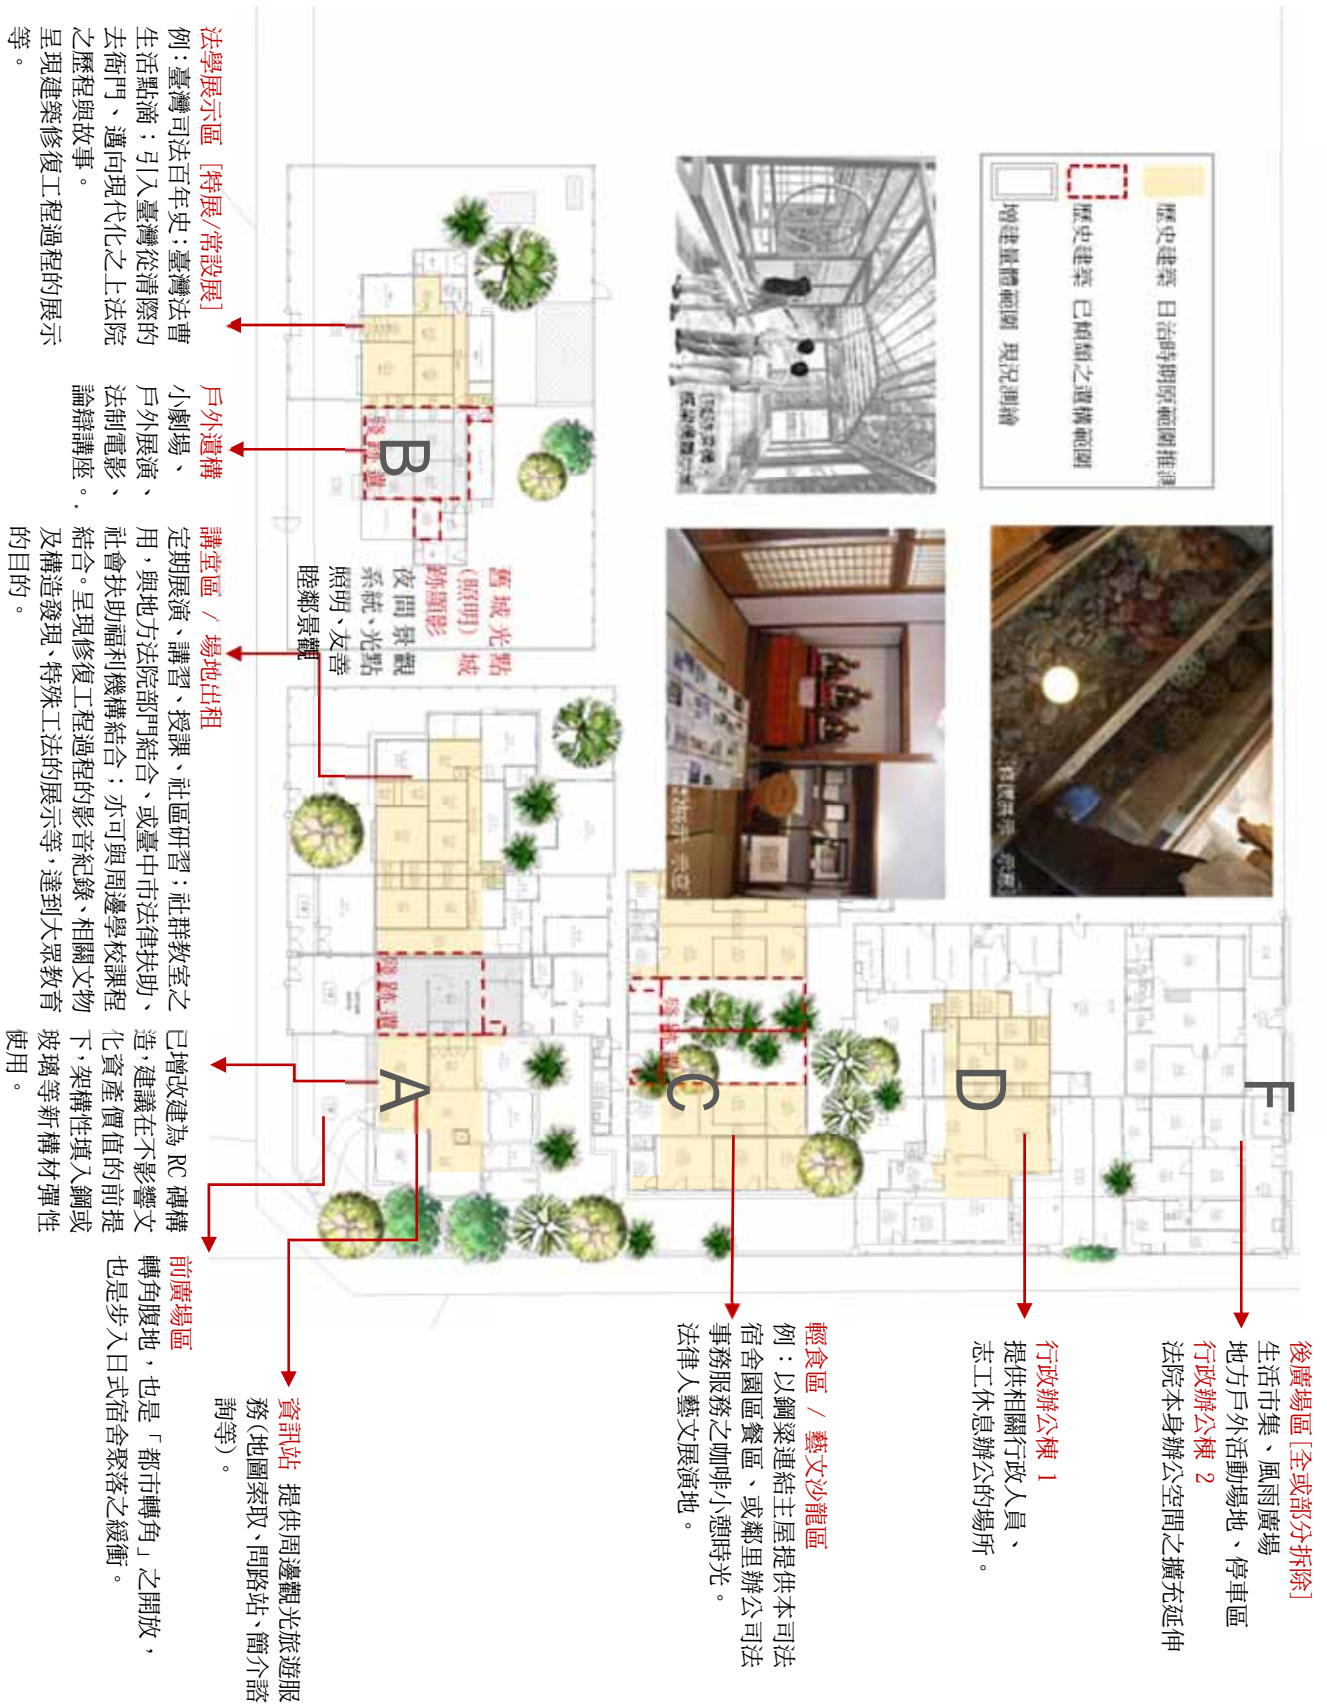 歷史建築 日治時期原範圍推測
歷史建築 已傾頹之遺構範圍
增建量體範圍 現況測繪
後廣場區[全或部分拆除]
生活市集、風雨廣場
地方戶外活動場地、停車區
行政辦公棟 2
法院本身辦公空間之擴充延伸
行政辦公棟 1
提供相關行政人員、
志工休息辦公的場所。
輕食區 / 藝文沙龍區
例：以鋼梁連結主屋提供本司法
宿舍園區餐區、或鄰里辦公司法
事務服務之咖啡小憩時光。
法律人藝文展演地。
F
D
C
A
B
舊城光點
(照明) 城
跡顯影
夜間景觀
系統、光點
照明、友善
睦鄰景觀
法學展示區 [特展/常設展]
例：臺灣司法百年史；臺灣法曹
生活點滴；引入臺灣從清際的
去衙門、邁向現代化之上法院
之歷程與故事。
呈現建築修復工程過程的展示
等。
戶外遺構
小劇場、
戶外展演、
法制電影、
論辯講座。.
講堂區 / 場地出租
定期展演、講習、授課、社區研習；社群教室之
用，與地方法院部門結合、或臺中市法律扶助、
社會扶助福利機構結合；亦可與周邊學校課程
結合。呈現修復工程過程的影音紀錄、相關文物
及構造發現、特殊工法的展示等，達到大眾教育
的目的。
已增改建為 RC 磚構
造，建議在不影響文
化資產價值的前提
下，架構性填入鋼或
玻璃等新構材彈性
使用。
前廣場區
轉角腹地，也是「都市轉角」之開放，
也是步入日式宿舍聚落之緩衝。
資訊站 提供周邊觀光旅遊服
務(地圖索取、問路站、簡介諮
詢等)。